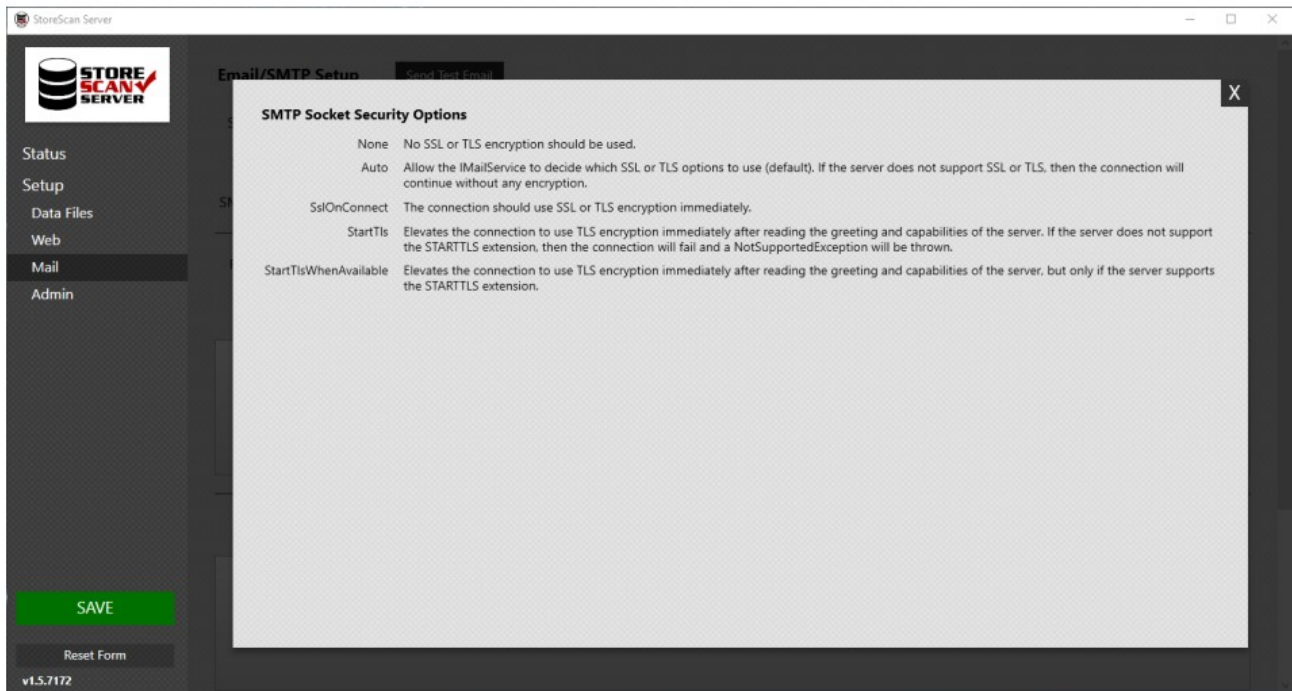 StoreScan Server
STORE
SCAN
SERVER
Status
Setup
Data Files
Web
Mail
Admin
SAVE
Reset Form
v1.5.7172
Email/SMTP Setup
Send Test Email
X
SMTP Socket Security Options
None No SSL or TLS encryption should be used.
Auto Allow the IMailService to decide which SSL or TLS options to use (default). If the server does not support SSL or TLS, then the connection will
continue without any encryption.
SslOnConnect The connection should use SSL or TLS encryption immediately.
StartTls Elevates the connection to use TLS encryption immediately after reading the greeting and capabilities of the server. If the server does not support
the STARTTLS extension, then the connection will fail and a NotSupportedException will be thrown.
StartTlsWhenAvailable Elevates the connection to use TLS encryption immediately after reading the greeting and capabilities of the server, but only if the server supports
the STARTTLS extension.